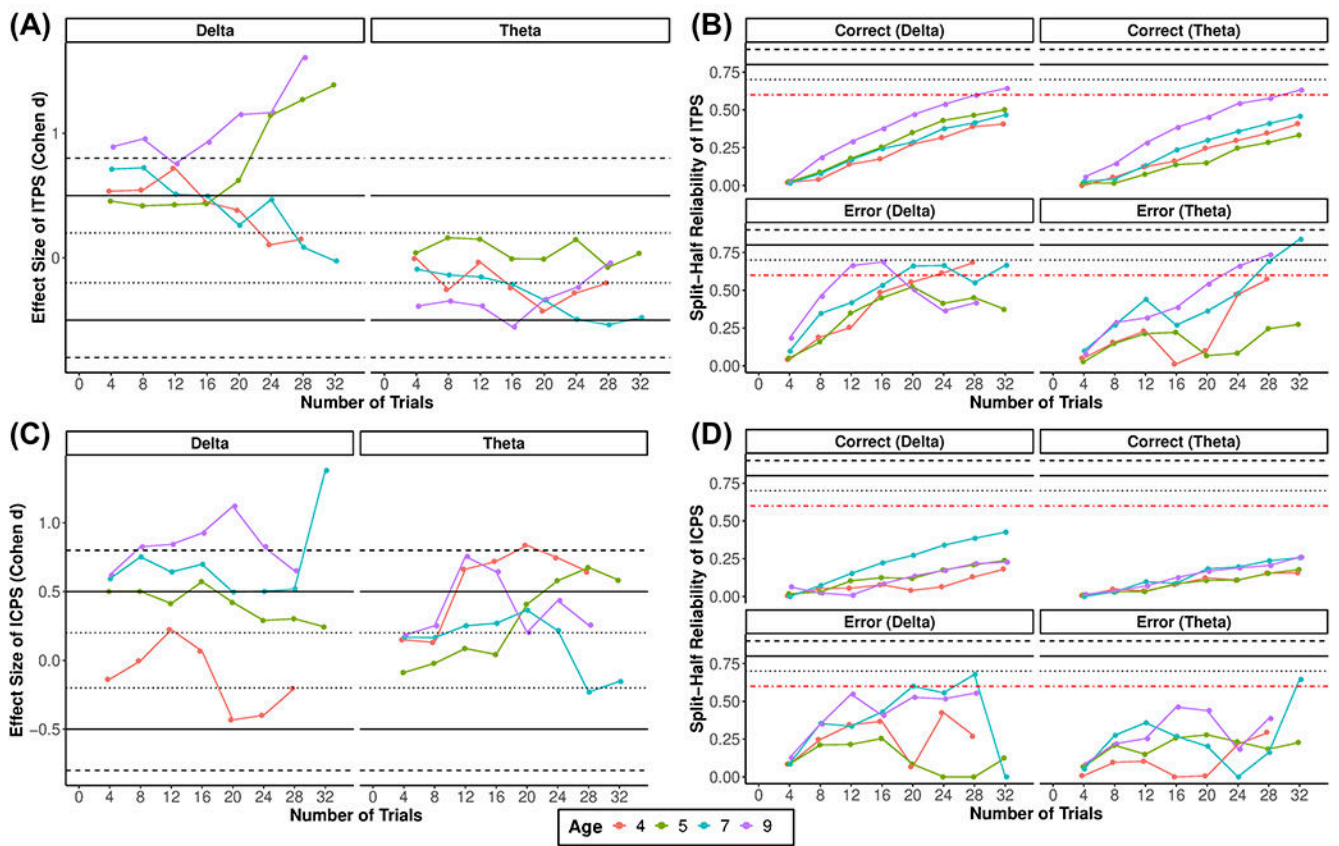 (A)
Delta Theta
Effect Size of ITPS (Cohen d)
1
0
0 4 8 12 16 20 24 28 32 0 4 8 12 16 20 24 28 32
Number of Trials
(B)
Correct (Delta) Correct (Theta)
Split-Half Reliability of ITPS
0.75
0.50
0.25
0.00
Error (Delta) Error (Theta)
0.75
0.50
0.25
0.00
0 4 8 12 16 20 24 28 32 0 4 8 12 16 20 24 28 32
Number of Trials
(C)
Delta Theta
Effect Size of ICPS (Cohen d)
1.0
0.5
0.0
-0.5
0 4 8 12 16 20 24 28 32 0 4 8 12 16 20 24 28 32
Number of Trials
(D)
Correct (Delta) Correct (Theta)
Split-Half Reliability of ICPS
0.75
0.50
0.25
0.00
Error (Delta) Error (Theta)
0.75
0.50
0.25
0.00
0 4 8 12 16 20 24 28 32 0 4 8 12 16 20 24 28 32
Number of Trials
Age 4 5 7 9